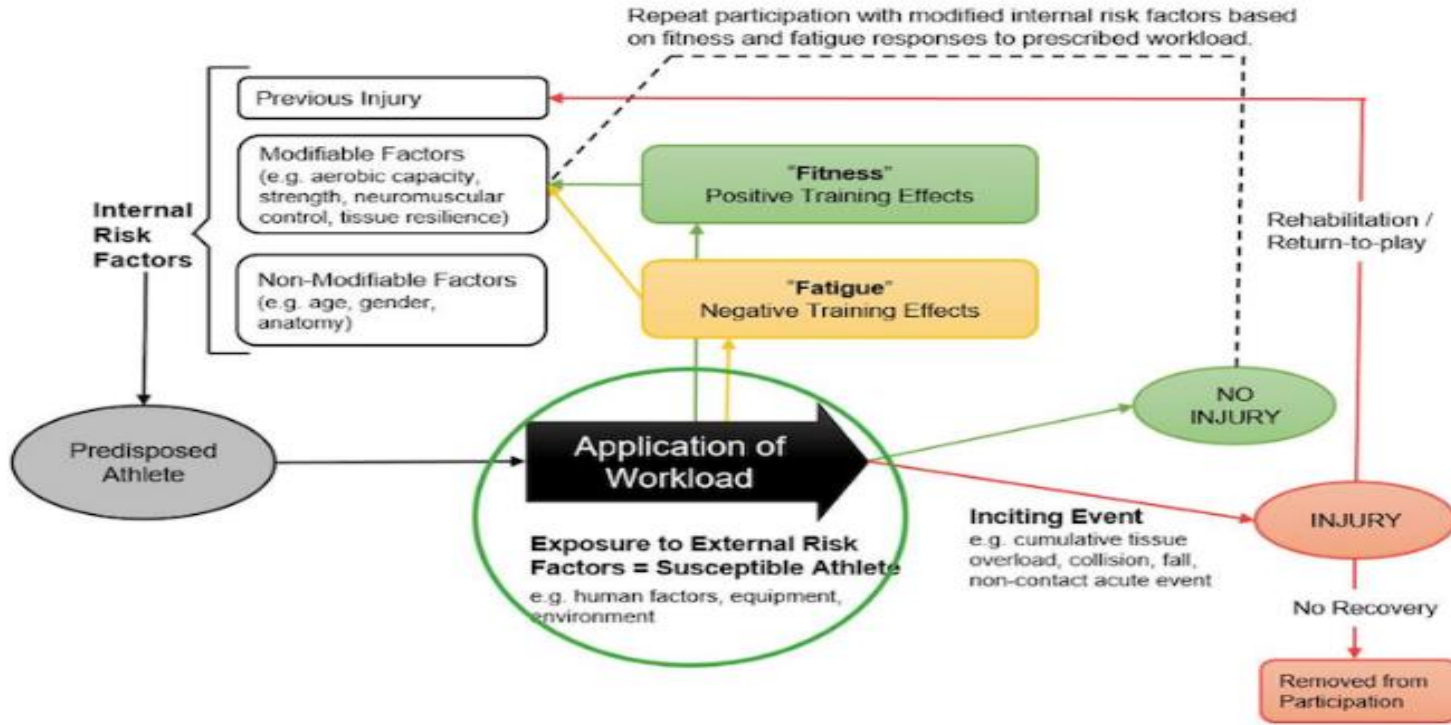 Repeat participation with modified internal risk factors based
on fitness and fatigue responses to prescribed workload.
Previous Injury
Modifiable Factors
(e.g. aerobic capacity,
strength, neuromuscular
control, tissue resilience)
Internal
Risk
Factors
Non-Modifiable Factors
(e.g. age, gender,
anatomy)
"Fitness"
Positive Training Effects
"Fatigue"
Negative Training Effects
Rehabilitation /
Return-to-play
Predisposed
Athlete
Application of
Workload
Exposure to External Risk
Factors = Susceptible Athlete
e.g. human factors, equipment,
environment
NO
INJURY
Inciting Event
e.g. cumulative tissue
overload, collision, fall,
non-contact acute event
INJURY
No Recovery
Removed from
Participation